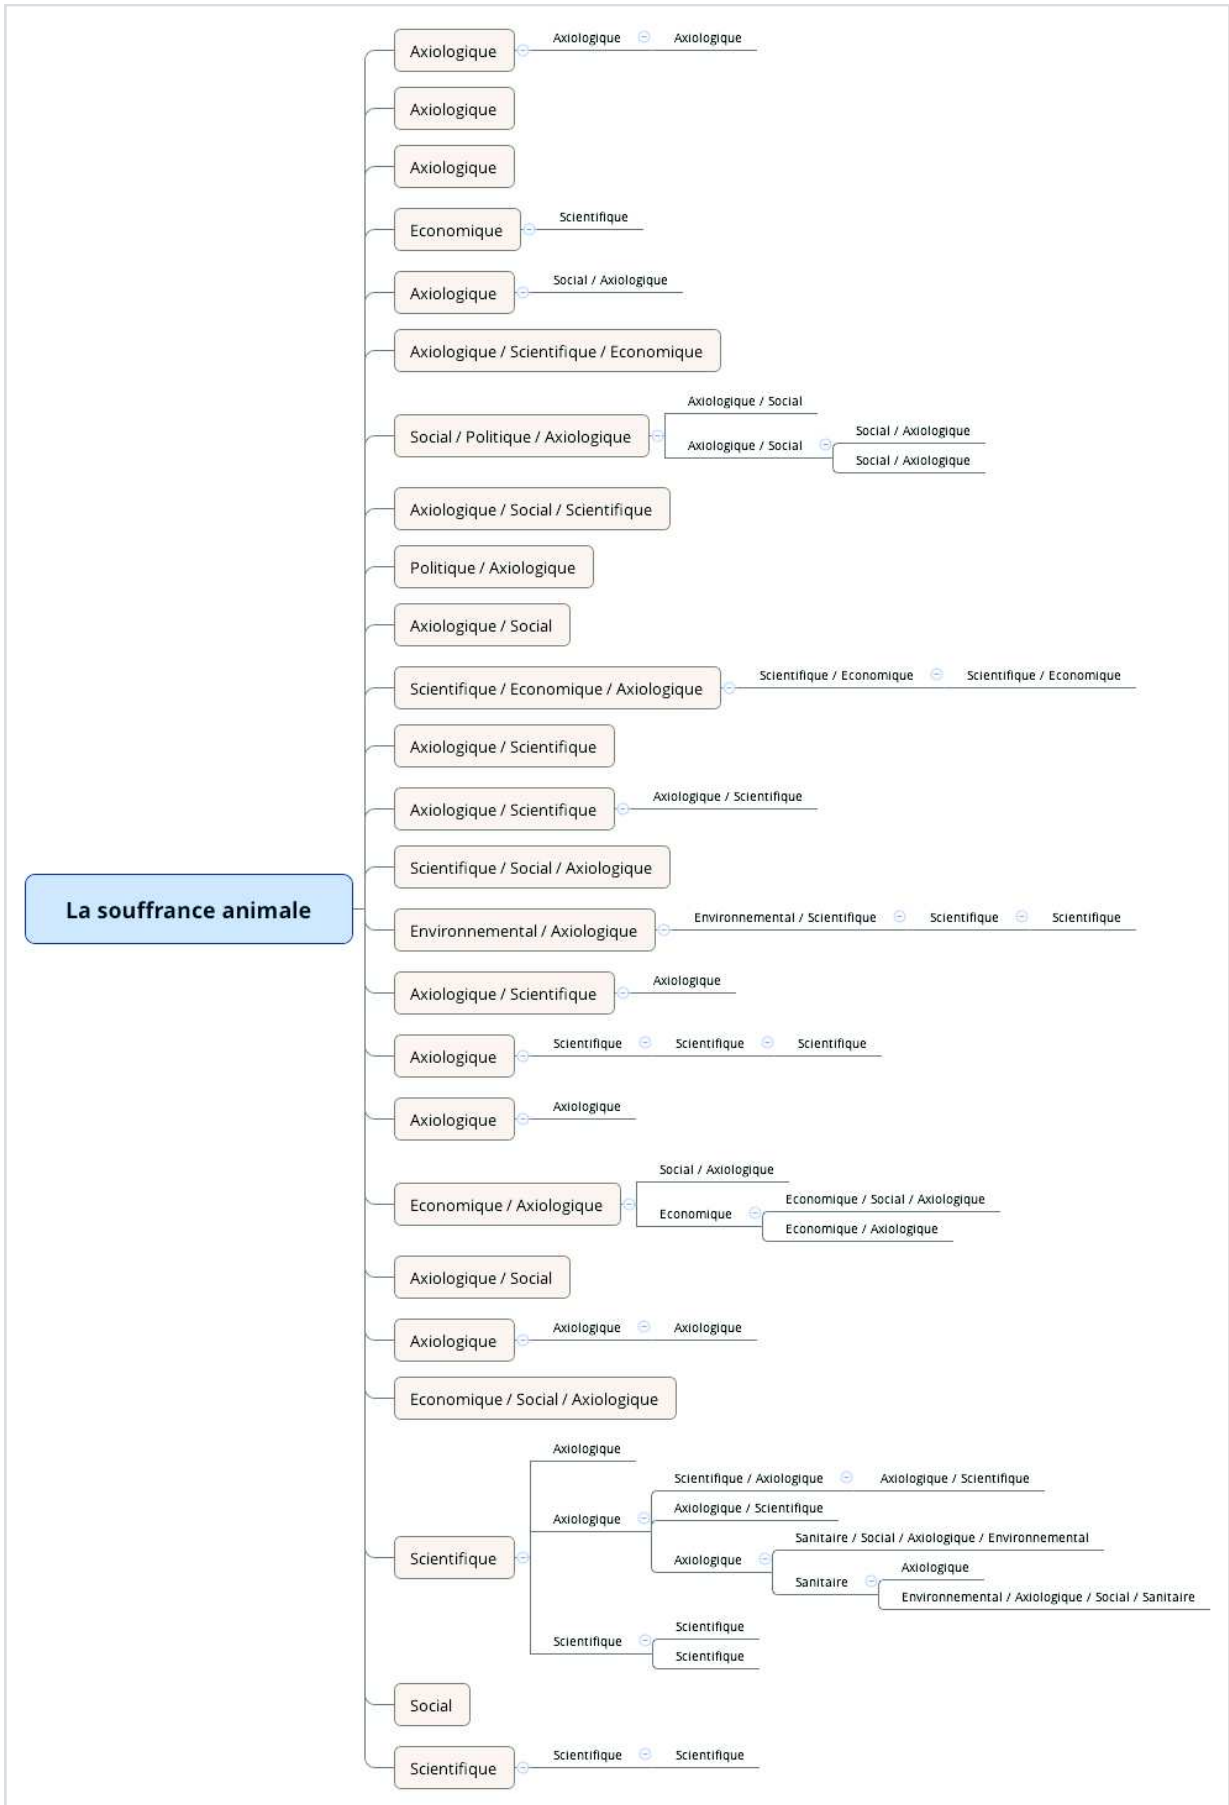 Axiologique Axiologique Axiologique
Axiologique
Axiologique
Economique Scientifique
Axiologique Social / Axiologique
Axiologique / Scientifique / Economique
Axiologique / Social
Social / Politique / Axiologique
Axiologique / Social
Social / Axiologique
Social / Axiologique
Axiologique / Social / Scientifique
Politique / Axiologique
Axiologique / Social
Scientifique / Economique / Axiologique Scientifique / Economique Scientifique / Economique
Axiologique / Scientifique
Axiologique / Scientifique Axiologique / Scientifique
Scientifique / Social / Axiologique
La souffrance animale
Environnemental / Axiologique Environnemental / Scientifique Scientifique Scientifique
Axiologique / Scientifique Axiologique
Axiologique Scientifique Scientifique Scientifique
Axiologique Axiologique
Economique / Axiologique
Social / Axiologique
Economique
Economique / Social / Axiologique
Economique / Axiologique
Axiologique / Social
Axiologique Axiologique Axiologique
Economique / Social / Axiologique
Scientifique
Axiologique
Axiologique
Scientifique / Axiologique Axiologique / Scientifique
Axiologique / Scientifique
Axiologique
Sanitaire / Social / Axiologique / Environnemental
Sanitaire
Axiologique
Environnemental / Axiologique / Social / Sanitaire
Scientifique
Scientifique
Scientifique
Social
Scientifique Scientifique Scientifique